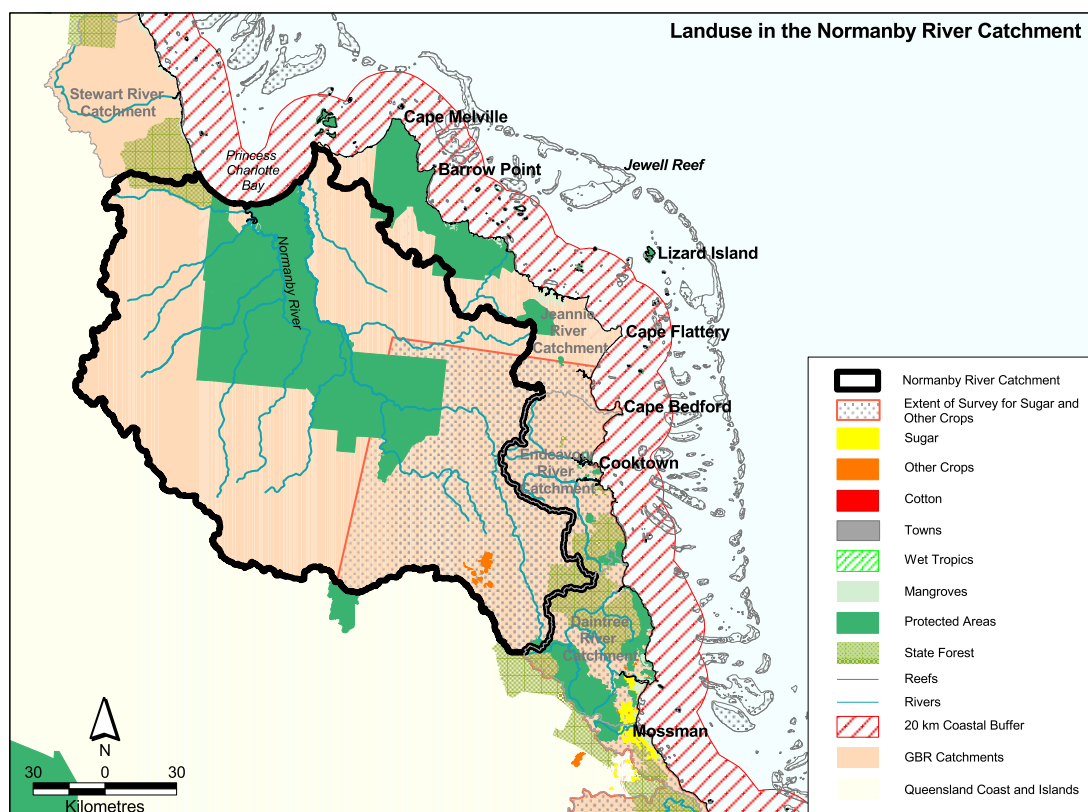 Landuse in the Normanby River Catchment
Stewart River
Catchment
Cape Melville
Princess
Charlotte
Bay
Barrow Point
Jewell Reef
Normanby River
Lizard Island
Jeannie
River
Catchment
Cape Flattery
Cape Bedford
Endeavour
River
Catchment
Cooktown
Daintree
River
Catchment
Mossman
N
30 0 30
Kilometres
Normanby River Catchment
Extent of Survey for Sugar and
Other Crops
Sugar
Other Crops
Cotton
Towns
Wet Tropics
Mangroves
Protected Areas
State Forest
Reefs
Rivers
20 km Coastal Buffer
GBR Catchments
Queensland Coast and Islands